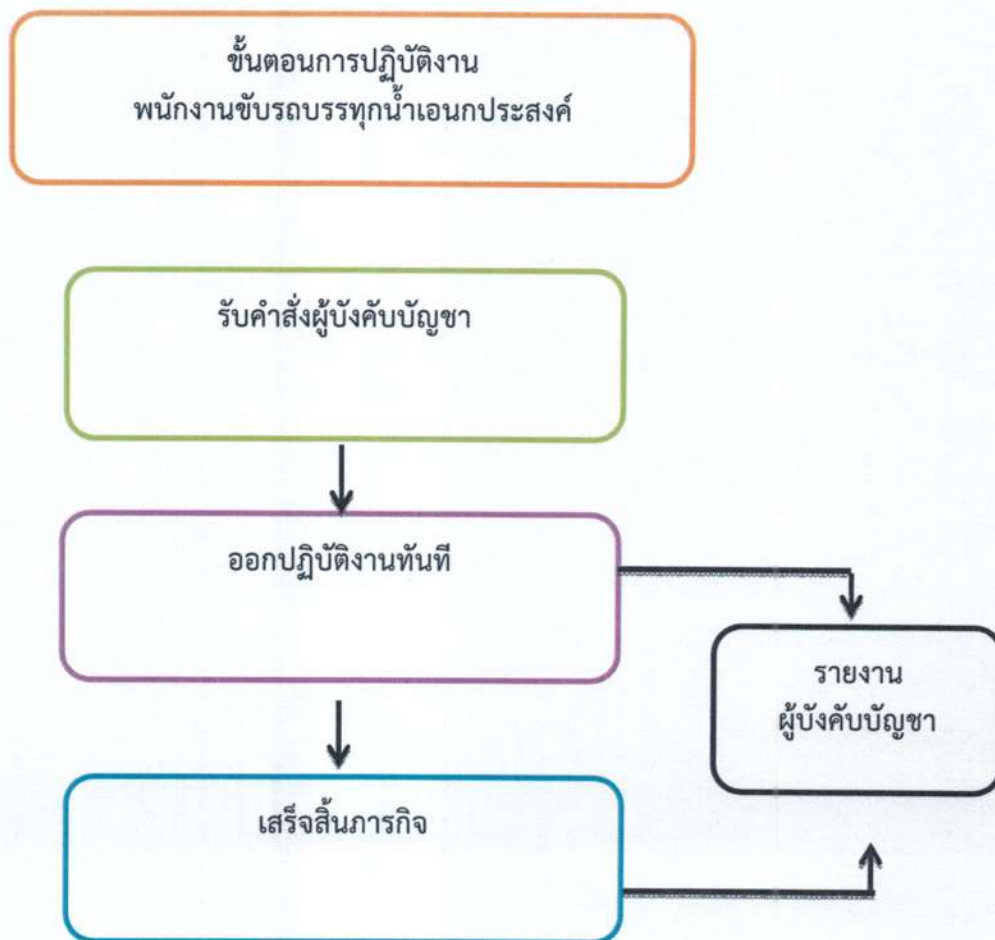 ขั้นตอนการปฏิบัติงาน
พนักงานขับรถบรรทุกน้ำเอนกประสงค์
รับคำสั่งผู้บังคับบัญชา
ออกปฏิบัติงานทันที
รายงาน
ผู้บังคับบัญชา
เสร็จสิ้นภารกิจ